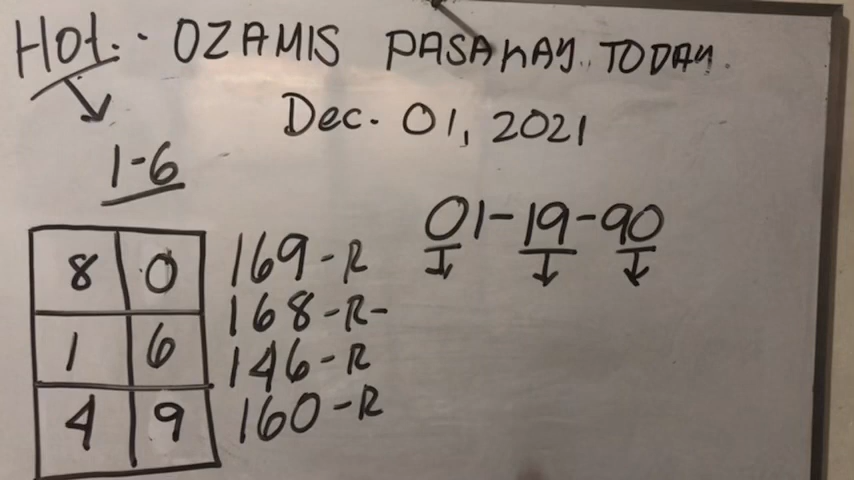 Hot. - OZAMIS PASAKAY.. TODAY.
Dec. 01, 2021
1-6
01-19-90
8 0
1 6
4 9
169-R
168-R-
146-R
160-R